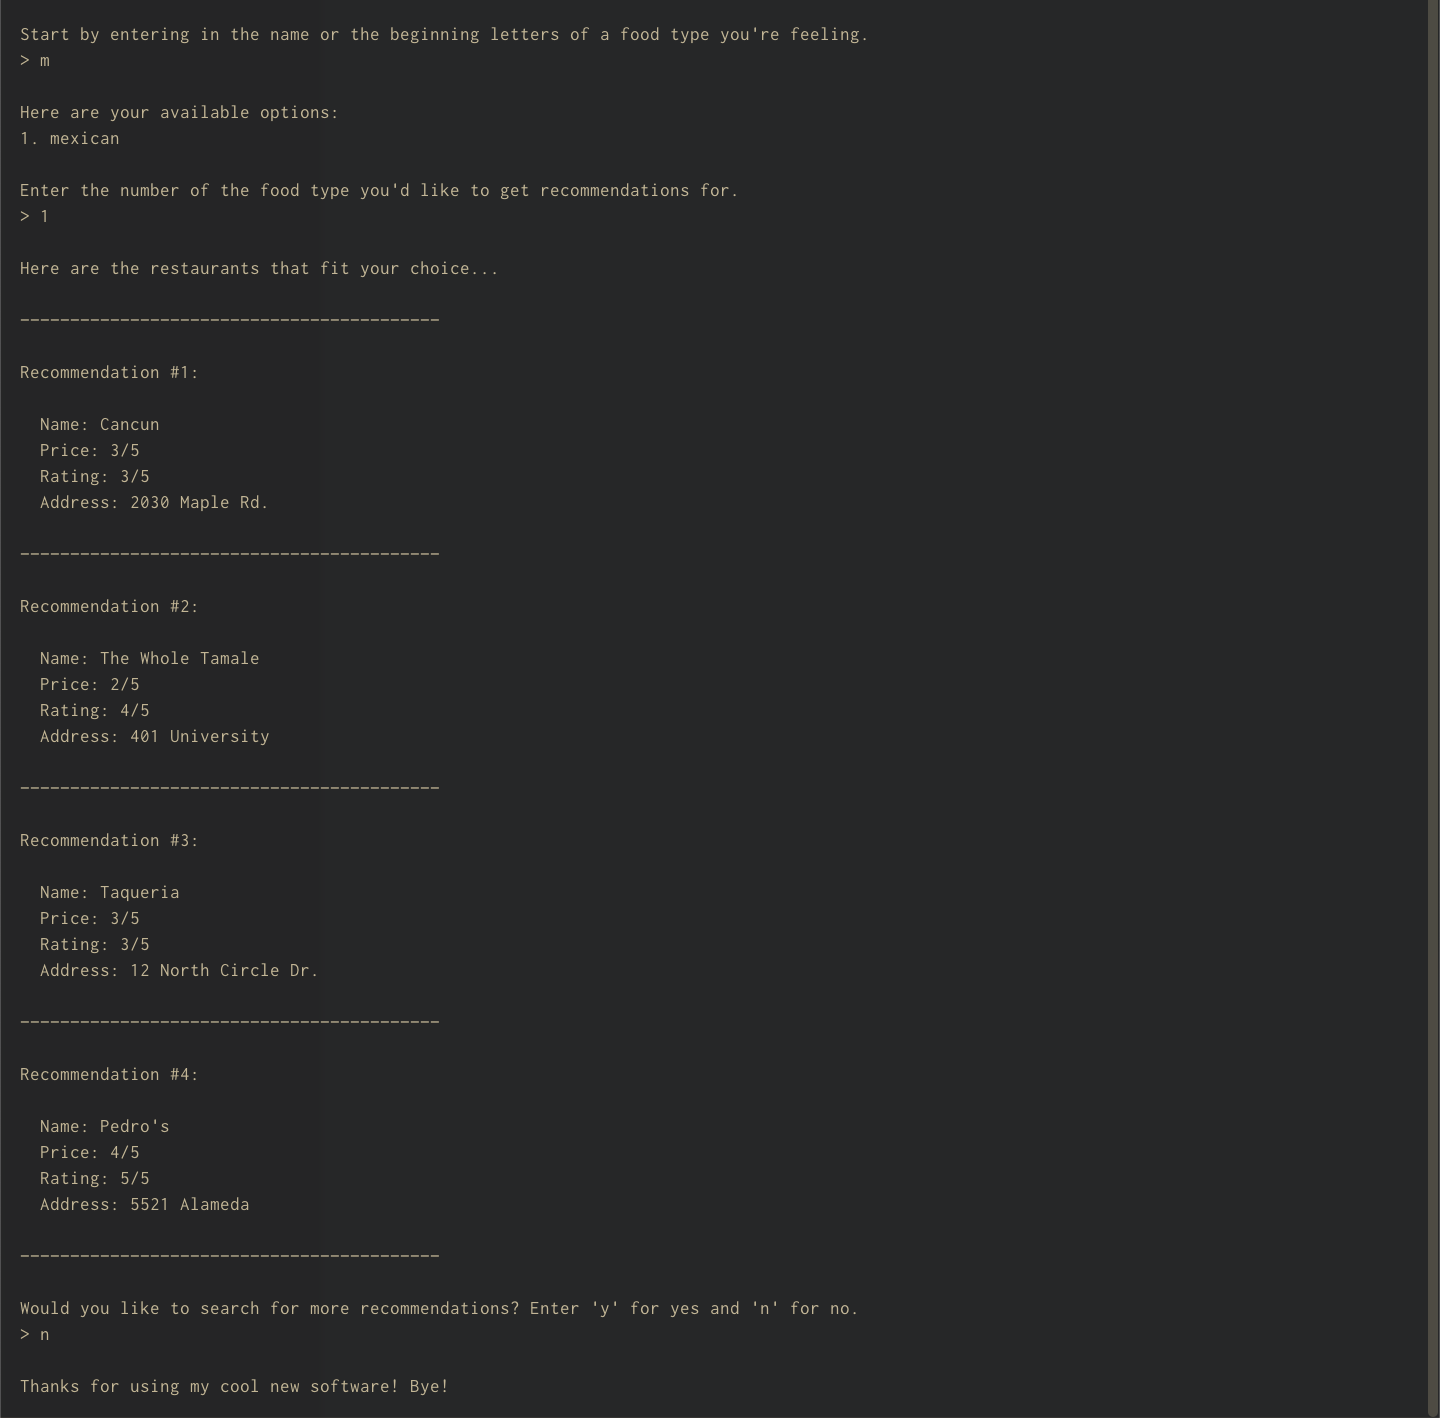 Start by entering in the name or the beginning letters of a food type you're feeling.
> m
Here are your available options:
1. mexican
Enter the number of the food type you'd like to get recommendations for.
> 1
Here are the restaurants that fit your choice...
------------------------------------------
Recommendation #1:
Name: Cancun
Price: 3/5
Rating: 3/5
Address: 2030 Maple Rd.
------------------------------------------
Recommendation #2:
Name: The Whole Tamale
Price: 2/5
Rating: 4/5
Address: 401 University
------------------------------------------
Recommendation #3:
Name: Taqueria
Price: 3/5
Rating: 3/5
Address: 12 North Circle Dr.
------------------------------------------
Recommendation #4:
Name: Pedro's
Price: 4/5
Rating: 5/5
Address: 5521 Alameda
------------------------------------------
Would you like to search for more recommendations? Enter 'y' for yes and 'n' for no.
> n
Thanks for using my cool new software! Bye!